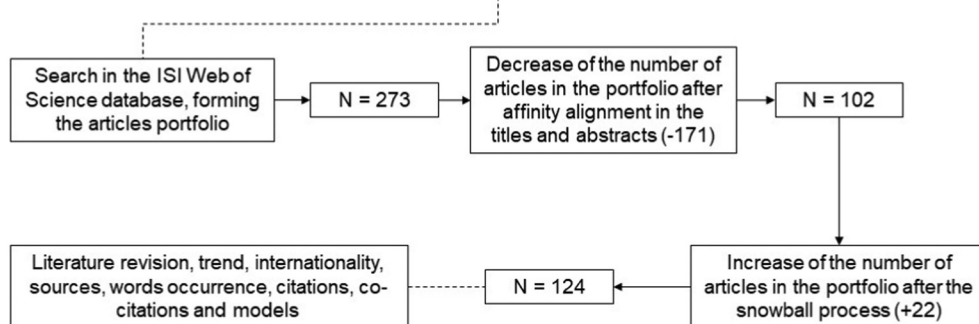 Search in the ISI Web of
Science database, forming
the articles portfolio
N = 273
Decrease of the number of
articles in the portfolio after
affinity alignment in the
titles and abstracts (-171)
N = 102
Increase of the number of
articles in the portfolio after the
snowball process (+22)
N = 124
Literature revision, trend, internationality,
sources, words occurrence, citations, co-
citations and models